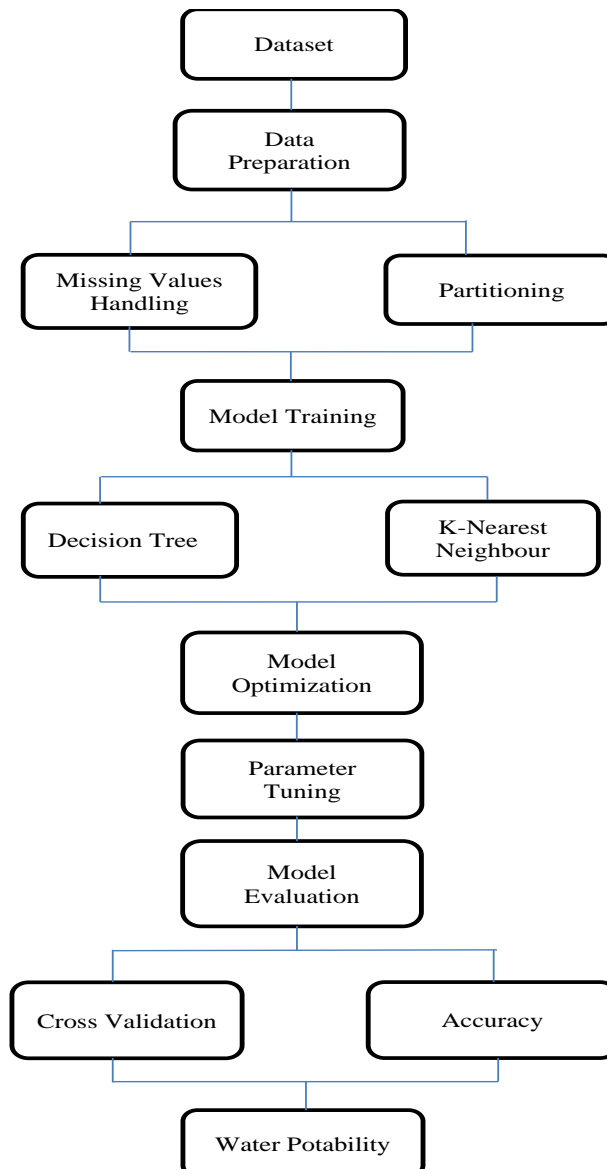 Dataset
Data
Preparation
Missing Values
Handling
Partitioning
Model Training
Decision Tree
K-Nearest
Neighbour
Model
Optimization
Parameter
Tuning
Model
Evaluation
Cross Validation
Accuracy
Water Potability